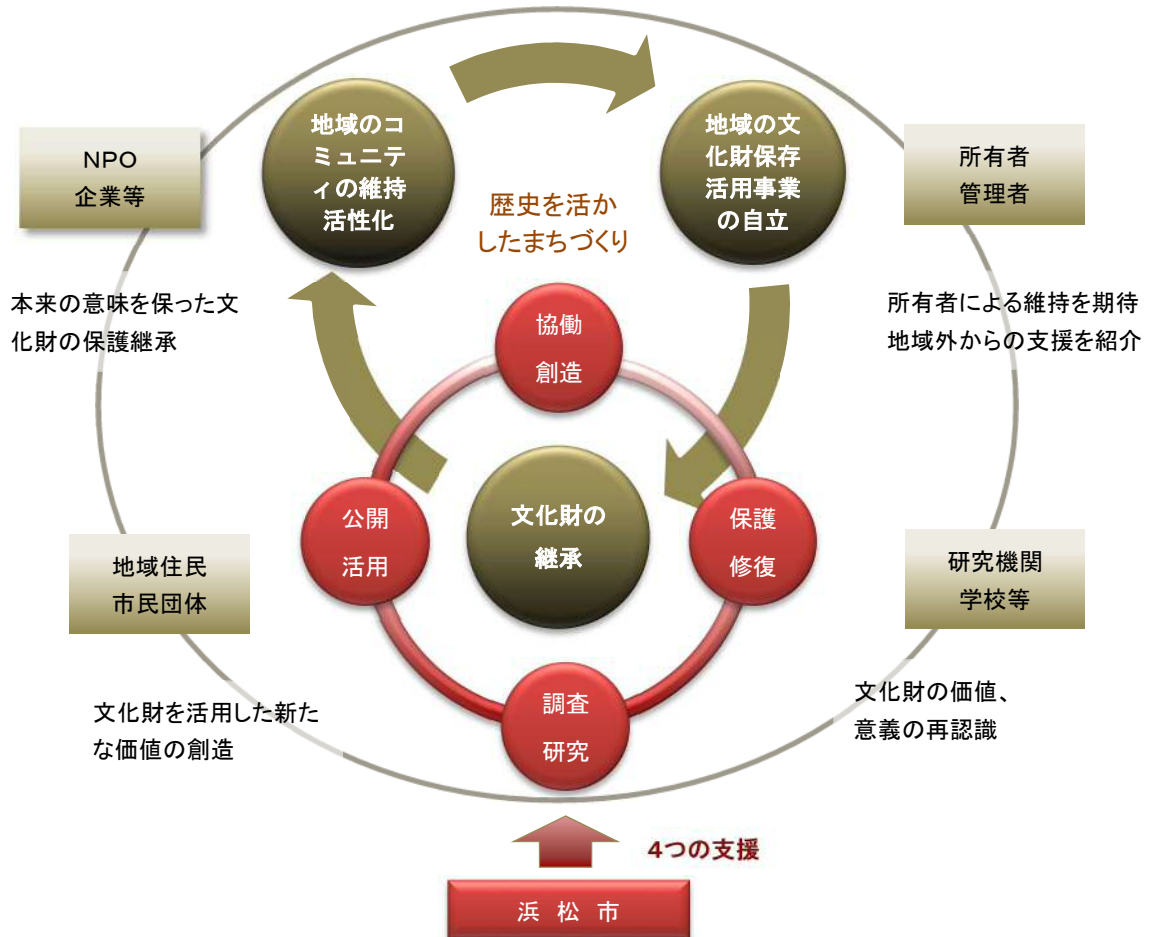 地域のコ
ミュニテ
ィの維持
活性化
地域の文
化財保存
活用事業
の自立
NPO
企業等
所有者
管理者
歴史を活か
したまちづくり
本来の意味を保った文
化財の保護継承
所有者による維持を期待
地域外からの支援を紹介
協働
創造
公開
活用
文化財の
継承
保護
修復
地域住民
市民団体
研究機関
学校等
文化財を活用した新た
な価値の創造
調査
研究
文化財の価値、
意義の再認識
4つの支援
浜 松 市